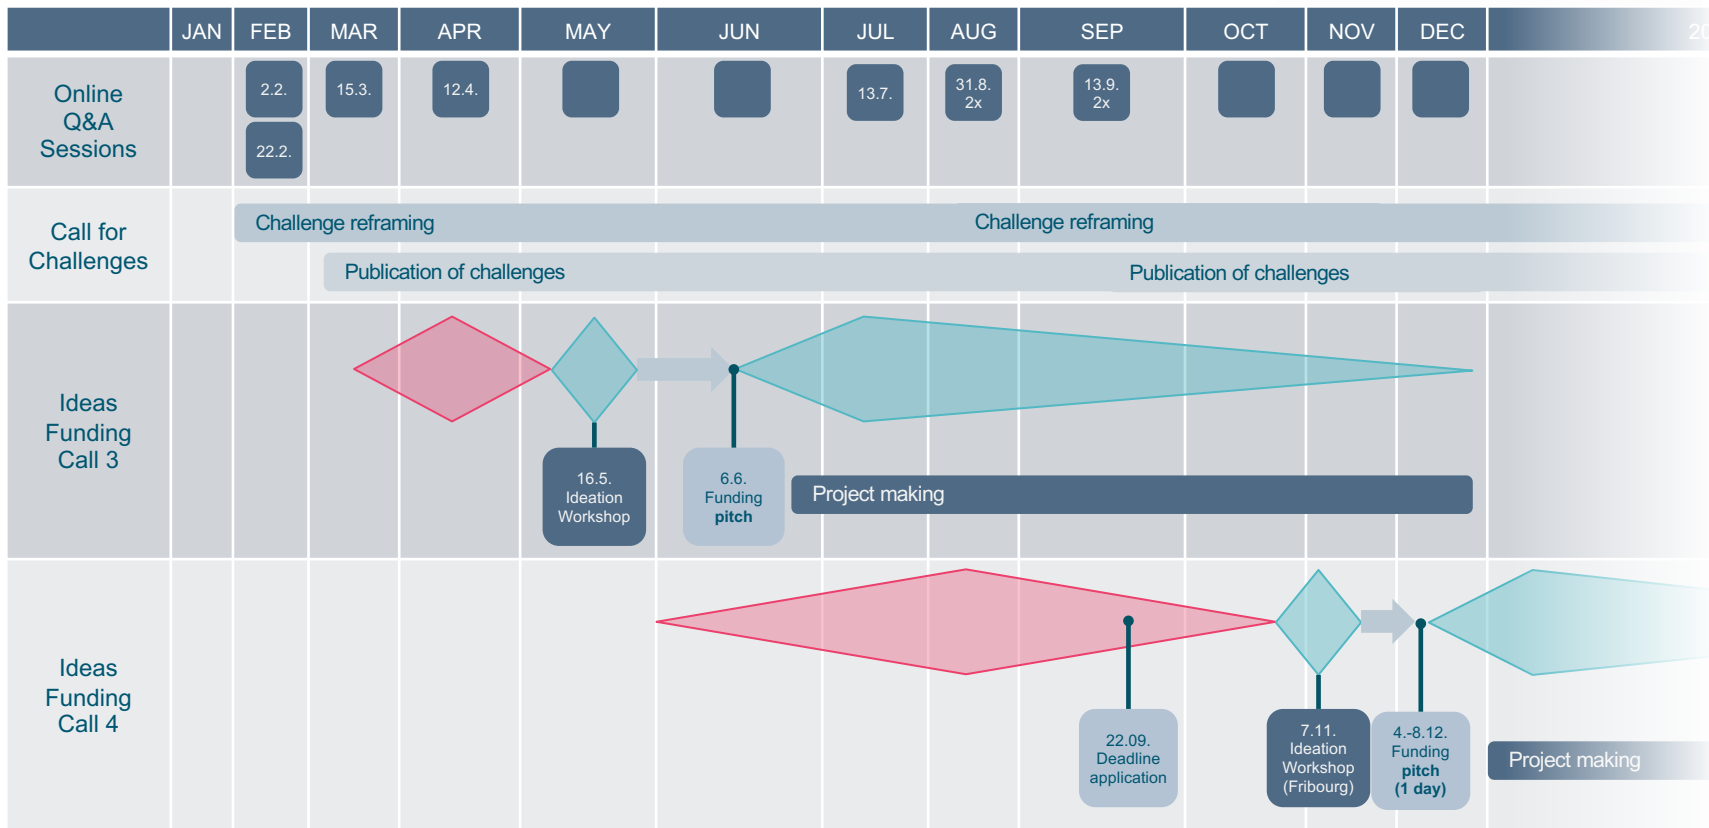 JAN FEB MAR APR MAY JUN JUL AUG SEP OCT NOV DEC 20
Online
Q&A
Sessions
2.2.
22.2.
15.3.
12.4.
13.7.
31.8.
2x
13.9.
2x
Call for
Challenges
Challenge reframing
Challenge reframing
Publication of challenges
Publication of challenges
Ideas
Funding
Call 3
16.5.
Ideation
Workshop
6.6.
Funding
pitch
Project making
Ideas
Funding
Call 4
22.09.
Deadline
application
7.11.
Ideation
Workshop
(Fribourg)
4.-8.12.
Funding
pitch
(1 day)
Project making